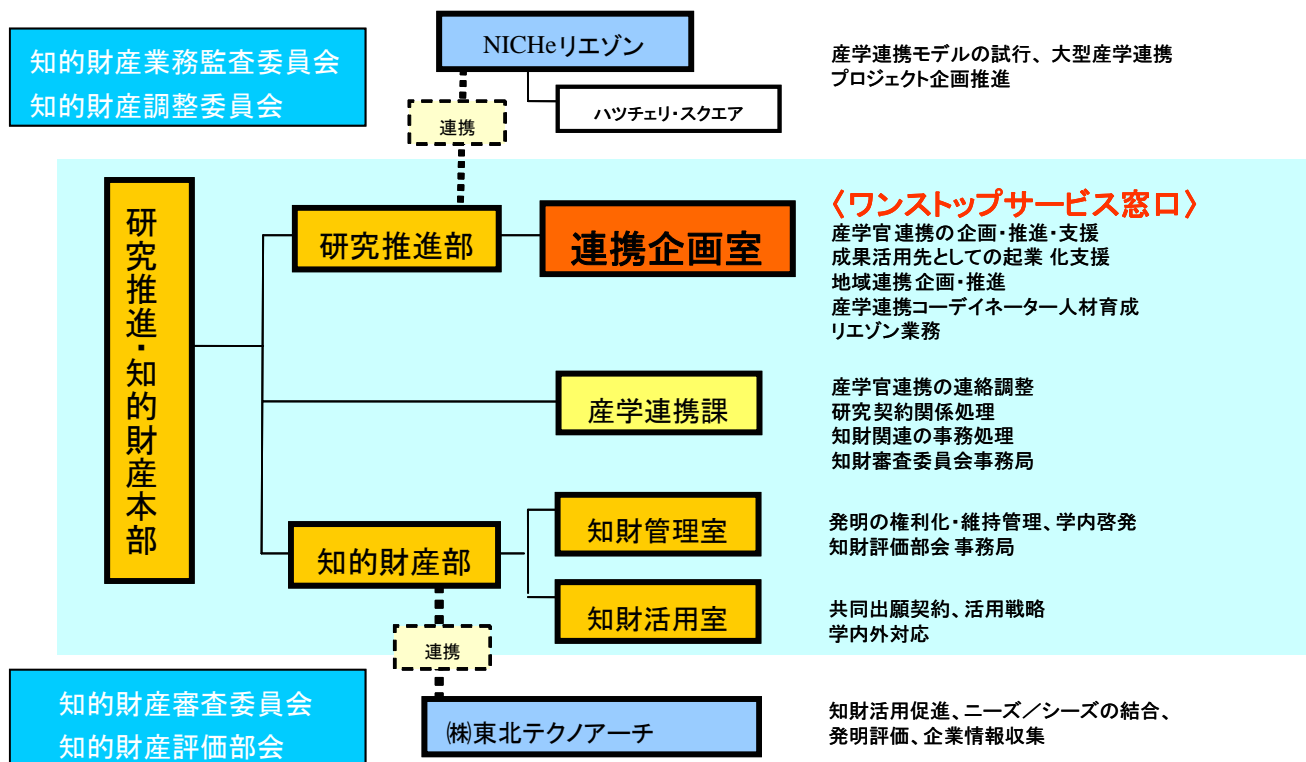 知的財産業務監査委員会
知的財産調整委員会
NICHeリエゾン
産学連携モデルの試行、大型産学連携
プロジェクト企画推進
ハツチェリ・スクエア
連携
研究推進・知的財産本部
研究推進部
連携企画室
〈ワンストップサービス窓口〉
産学官連携の企画・推進・支援
成果活用先としての起業 化支援
地域連携企画・推進
産学連携コーデイネーター人材育成
リエゾン業務
産学連携課
産学官連携の連絡調整
研究契約関係処理
知財関連の事務処理
知財審査委員会事務局
知的財産部
知財管理室
発明の権利化・維持管理、学内啓発
知財評価部会 事務局
知財活用室
共同出願契約、活用戦略
学内外対応
連携
知的財産審査委員会
知的財産評価部会
㈱東北テクノアーチ
知財活用促進、ニーズ／シーズの結合、
発明評価、企業情報収集